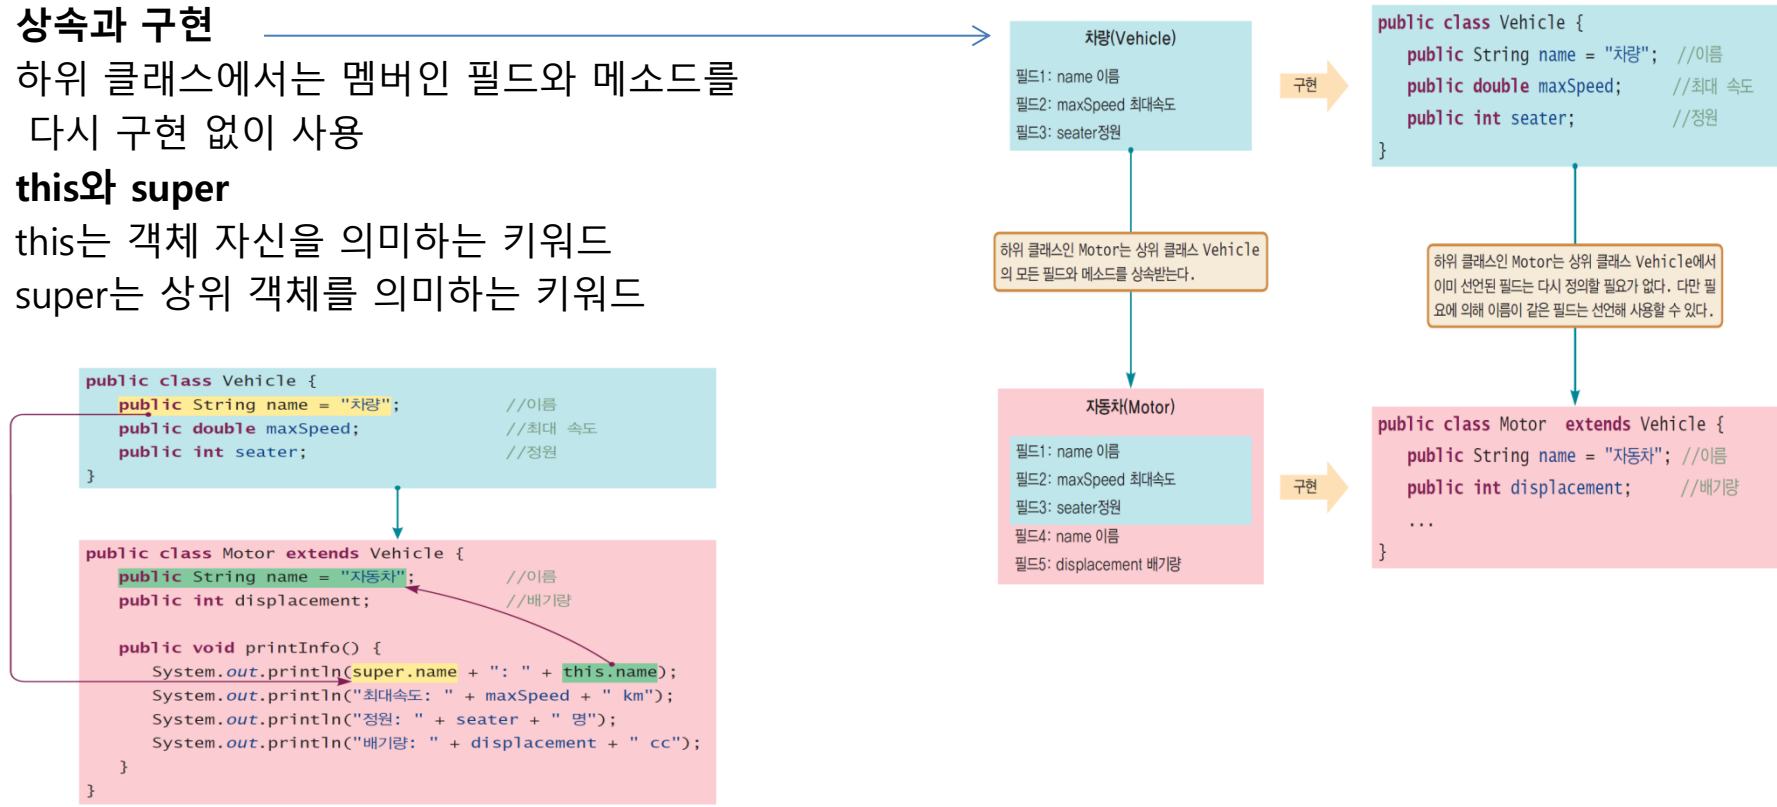 상속과 구현
하위 클래스에서는 멤버인 필드와 메소드를
다시 구현 없이 사용
this와 super
this는 객체 자신을 의미하는 키워드
super는 상위 객체를 의미하는 키워드
public class Vehicle {
public String name = "차량"; //이름
public double maxSpeed; //최대 속도
public int seater; //정원
}
public class Motor extends Vehicle {
public String name = "자동차"; //이름
public int displacement; //배기량
public void printInfo() {
System.out.println(super.name + ": " + this.name);
System.out.println("최대속도: " + maxSpeed + " km");
System.out.println("정원: " + seater + " 명");
System.out.println("배기량: " + displacement + " cc");
}
}
차량(Vehicle)
필드1: name 이름
필드2: maxSpeed 최대속도
필드3: seater정원
구현
public class Vehicle {
public String name = "차량"; //이름
public double maxSpeed; //최대 속도
public int seater; //정원
}
하위 클래스인 Motor는 상위 클래스 Vehicle
의 모든 필드와 메소드를 상속받는다.
하위 클래스인 Motor는 상위 클래스 Vehicle에서
이미 선언된 필드는 다시 정의할 필요가 없다. 다만 필
요에 의해 이름이 같은 필드는 선언해 사용할 수 있다.
자동차(Motor)
필드1: name 이름
필드2: maxSpeed 최대속도
필드3: seater정원
필드4: name 이름
필드5: displacement 배기량
구현
public class Motor extends Vehicle {
public String name = "자동차"; //이름
public int displacement; //배기량
...
}